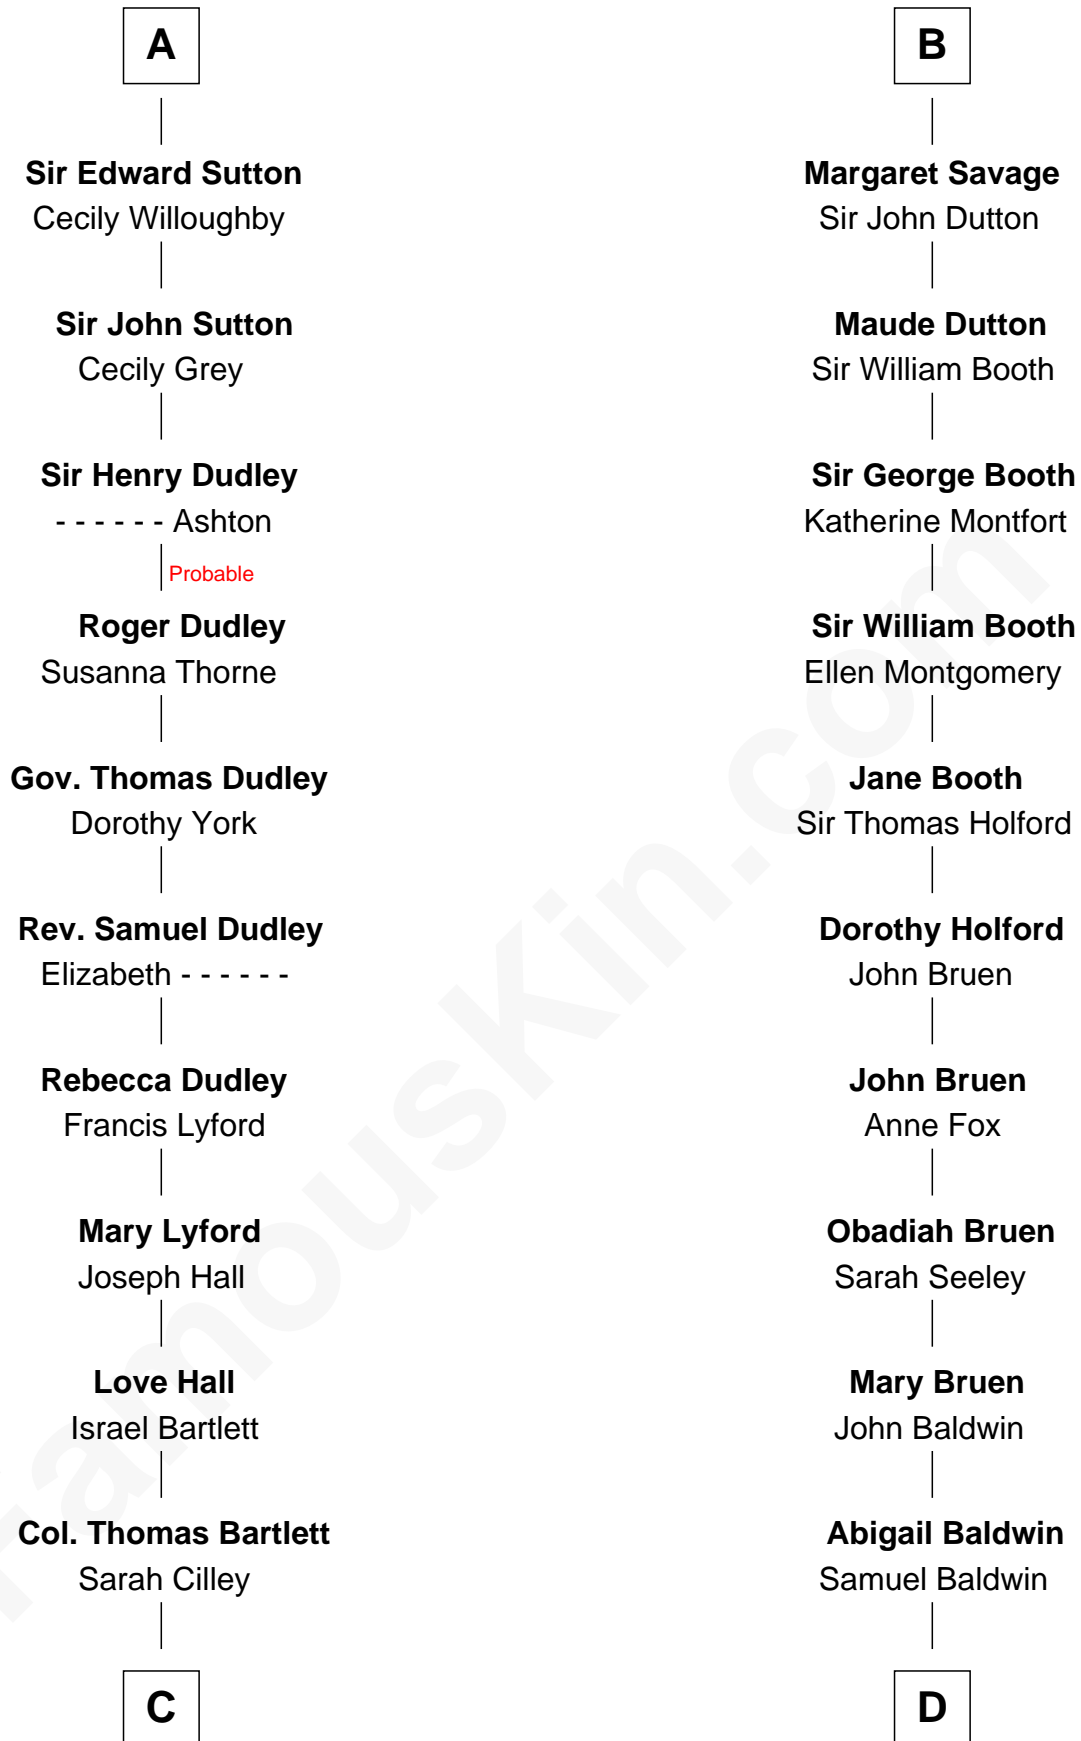 A
Sir Edward Sutton
Cecily Willoughby
Sir John Sutton
Cecily Grey
Sir Henry Dudley
- - - - - - Ashton
Probable
Roger Dudley
Susanna Thorne
Gov. Thomas Dudley
Dorothy York
Rev. Samuel Dudley
Elizabeth - - - - - -
Rebecca Dudley
Francis Lyford
Mary Lyford
Joseph Hall
Love Hall
Israel Bartlett
Col. Thomas Bartlett
Sarah Cilley
C
B
Margaret Savage
Sir John Dutton
Maude Dutton
Sir William Booth
Sir George Booth
Katherine Montfort
Sir William Booth
Ellen Montgomery
Jane Booth
Sir Thomas Holford
Dorothy Holford
John Bruen
John Bruen
Anne Fox
Obadiah Bruen
Sarah Seeley
Mary Bruen
John Baldwin
Abigail Baldwin
Samuel Baldwin
D
FamousKin.com